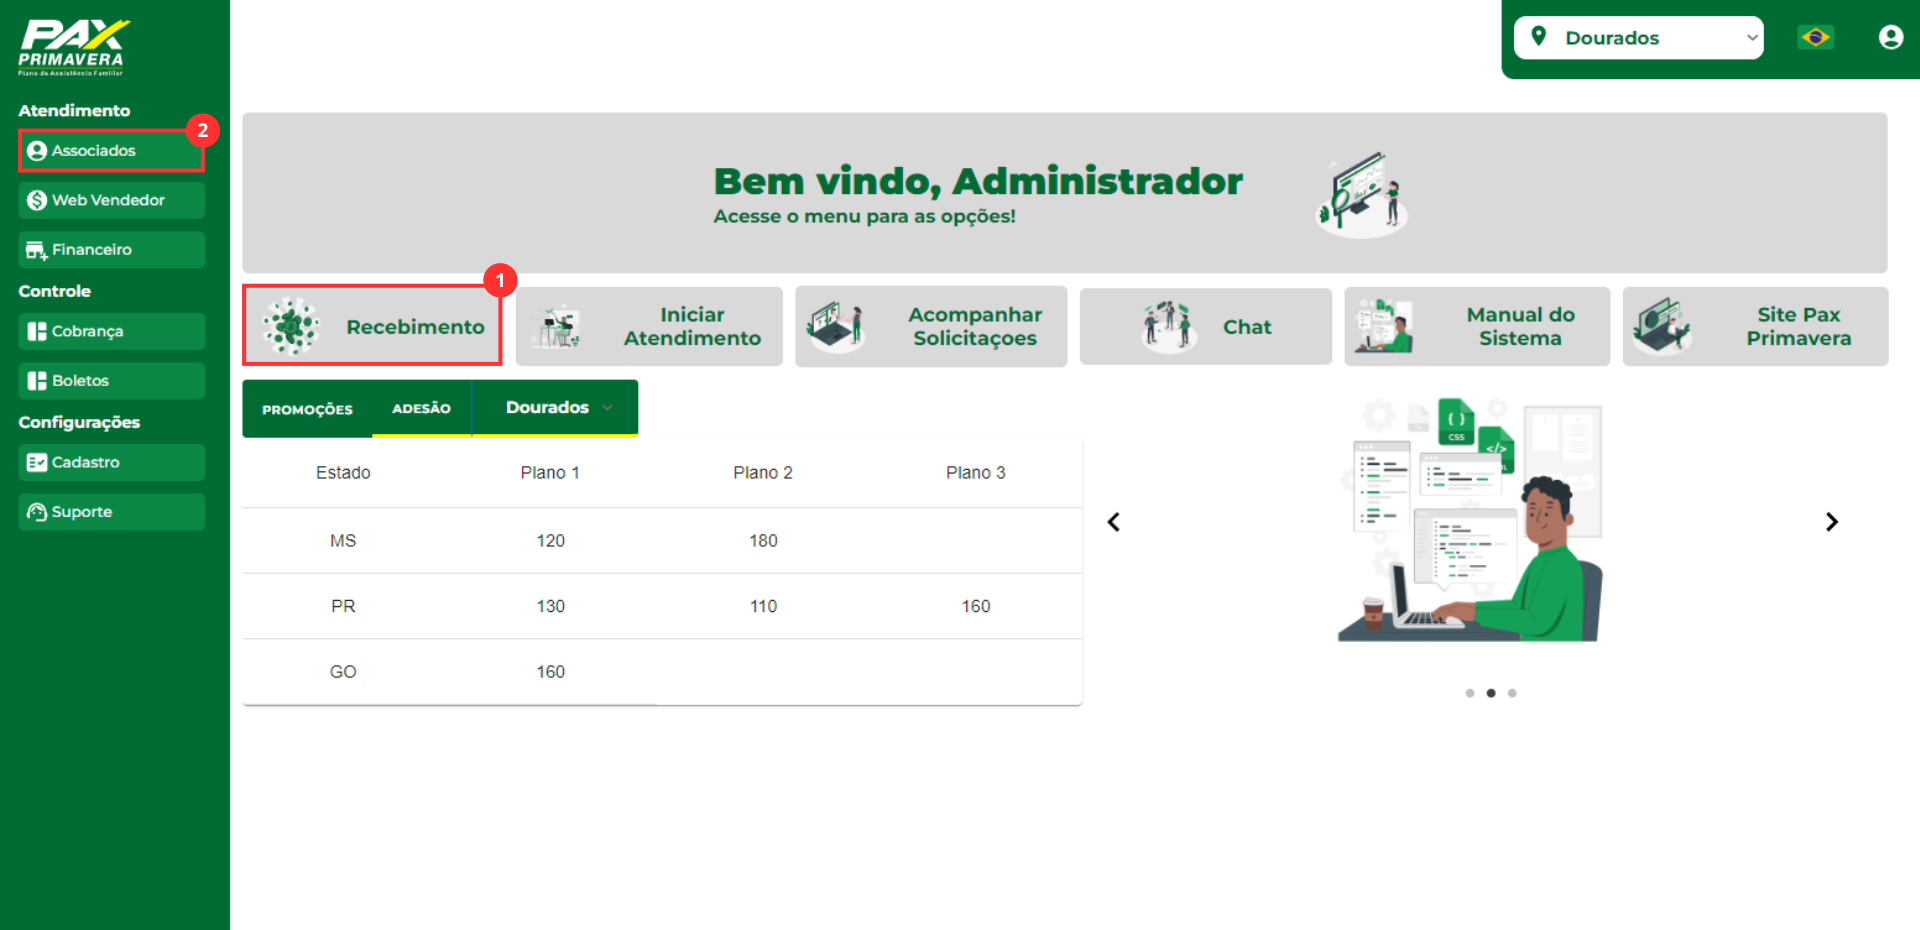 PAX
PRIMAVERA
Plano de Assistência Familiar
Dourados
Atendimento
2
Associados
Web Vendedor
Financeiro
Controle
Cobrança
Boletos
Configurações
Cadastro
Suporte
Bem vindo, Administrador
Acesse o menu para as opções!
1
Recebimento
Iniciar
Atendimento
Acompanhar
Solicitaçoes
Chat
Manual do
Sistema
Site Pax
Primavera
PROMOÇÕES
ADESÃO
Dourados
Estado Plano 1 Plano 2 Plano 3
MS 120 180
PR 130 110 160
GO 160
{ }
CSS
</>